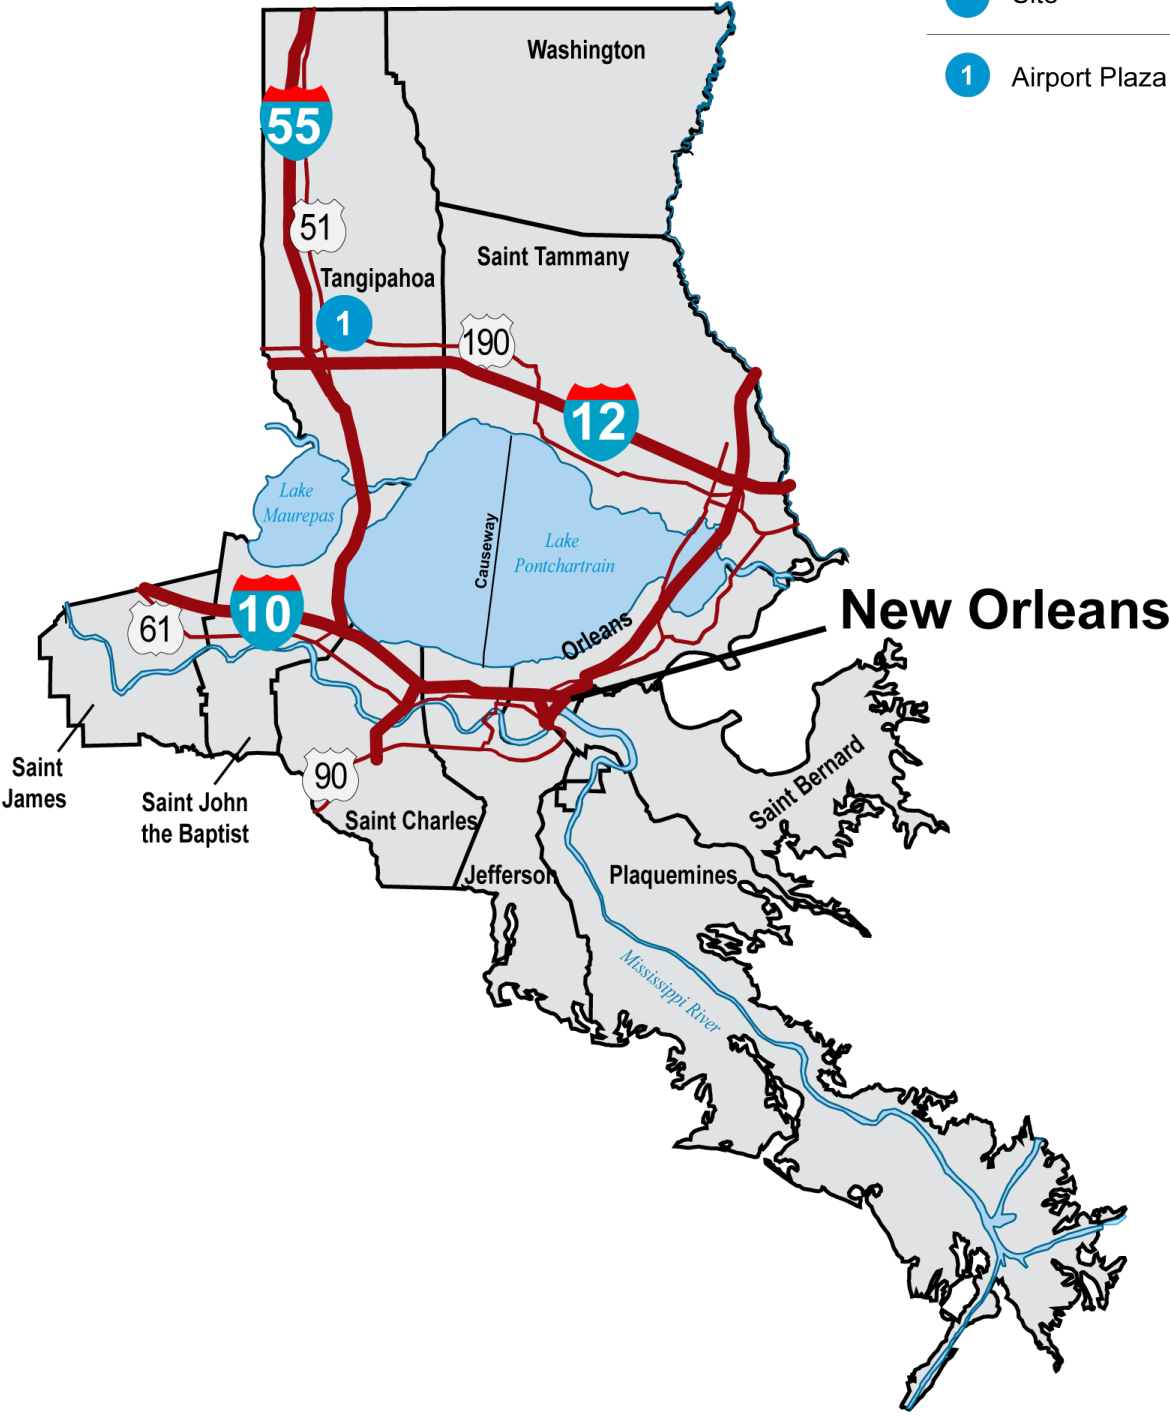 Site
1 Airport Plaza
Washington
55
51
Saint Tammany
Tangipahoa
1
190
12
Lake
Maurepas
Causeway
Lake
Pontchartrain
10
61
Orleans
New Orleans
Saint
James
Saint John
the Baptist
90
Saint Charles
Saint Bernard
Jefferson
Plaquemines
Mississippi River